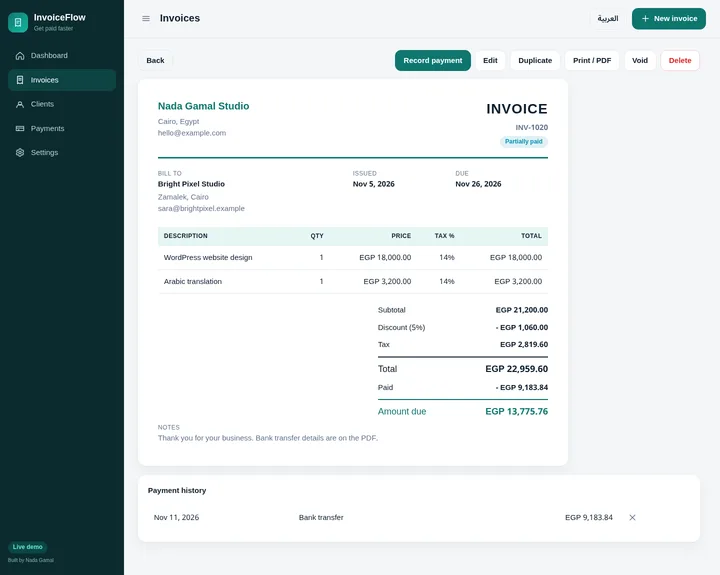 InvoiceFlow
Get paid faster
Dashboard
Invoices
Clients
Payments
Settings
Live demo
Built by Nada Gamal
Invoices
العربية
New invoice
Back
Record payment
Edit
Duplicate
Print / PDF
Void
Delete
Nada Gamal Studio
Cairo, Egypt
hello@example.com
INVOICE
INV-1020
Partially paid
BILL TO
Bright Pixel Studio
Zamalek, Cairo
sara@brightpixel.example
ISSUED
Nov 5, 2026
DUE
Nov 26, 2026
DESCRIPTION QTY PRICE TAX % TOTAL
WordPress website design 1 EGP 18,000.00 14% EGP 18,000.00
Arabic translation 1 EGP 3,200.00 14% EGP 3,200.00
Subtotal EGP 21,200.00
Discount (5%) - EGP 1,060.00
Tax EGP 2,819.60
Total EGP 22,959.60
Paid - EGP 9,183.84
Amount due EGP 13,775.76
NOTES
Thank you for your business. Bank transfer details are on the PDF.
Payment history
Nov 11, 2026 Bank transfer EGP 9,183.84